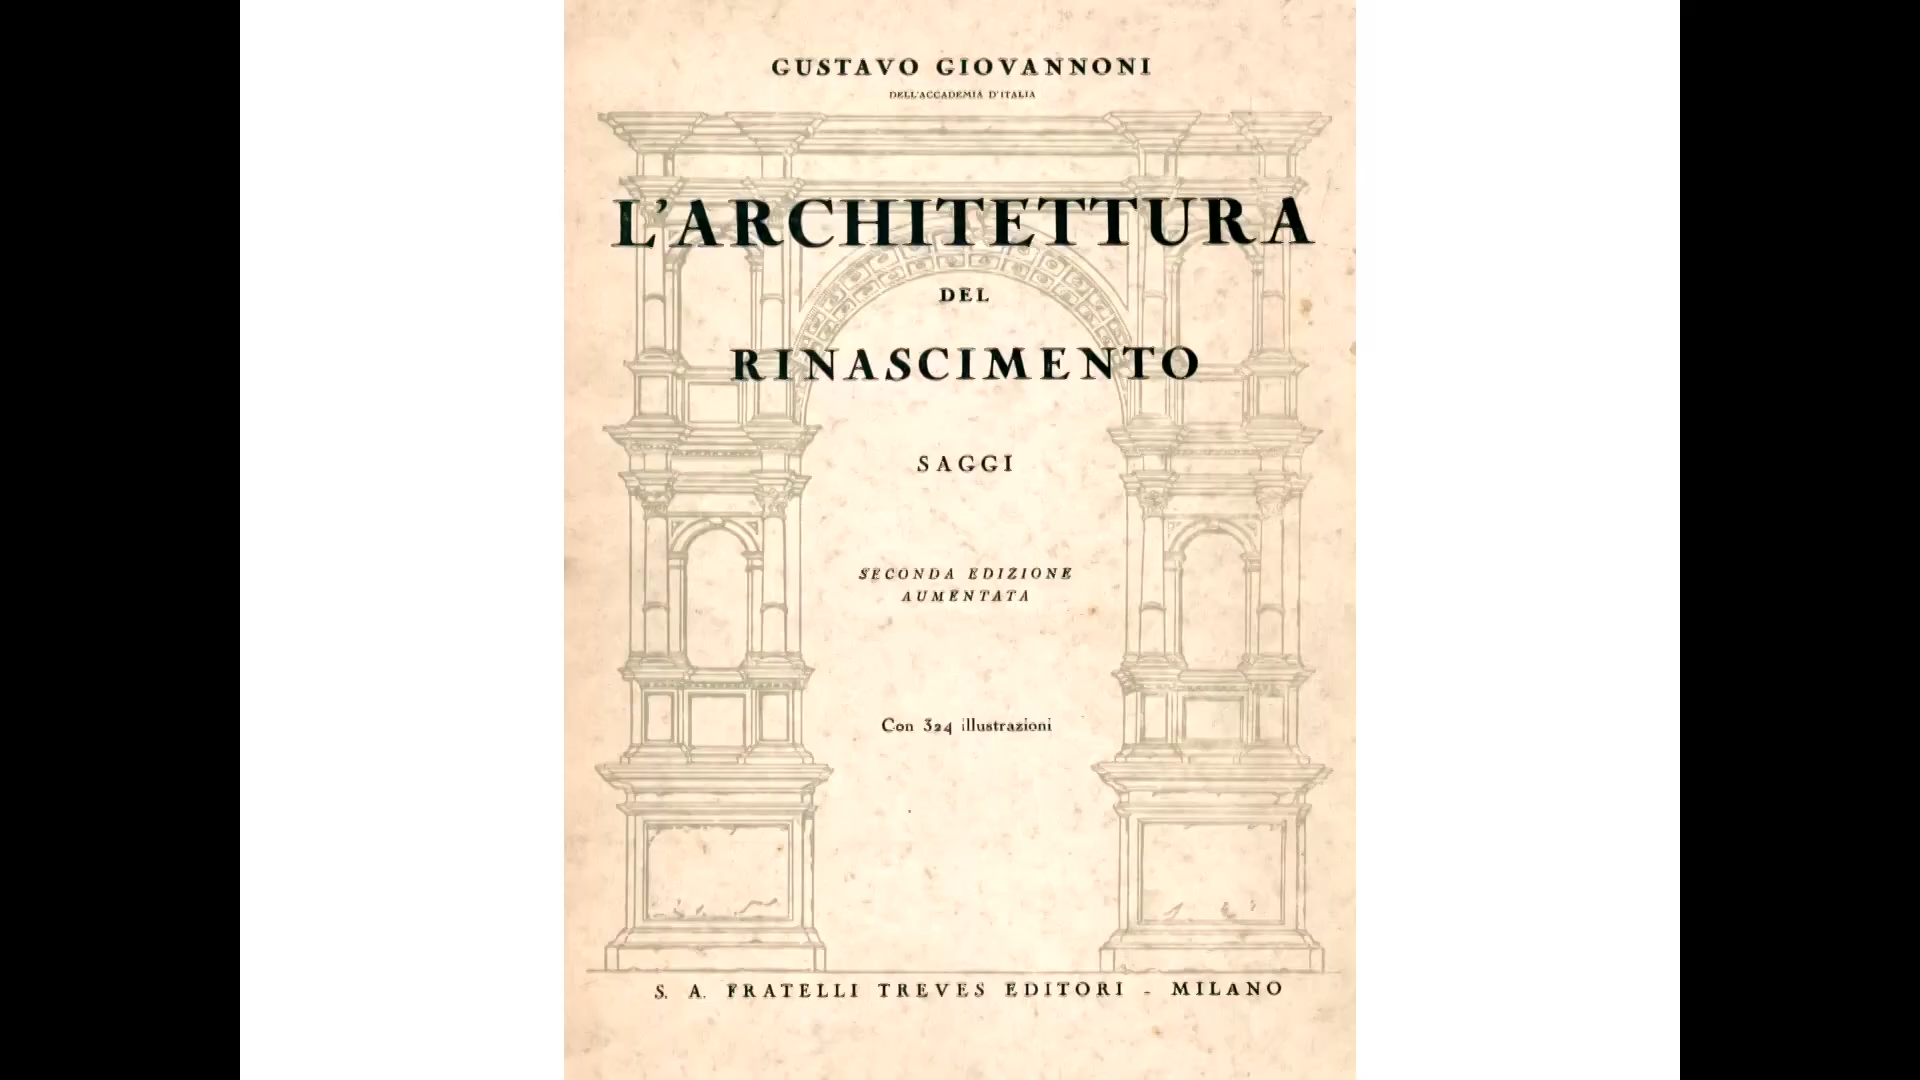 GUSTAVO GIOVANNONI
DELL'ACCADEMIA D'ITALIA
L'ARCHITETTURA
DEL
RINASCIMENTO
SAGGI
SECONDA EDIZIONE
AUMENTATA
Con 324 illustrazioni
S. A. FRATELLI TREVES EDITORI - MILANO